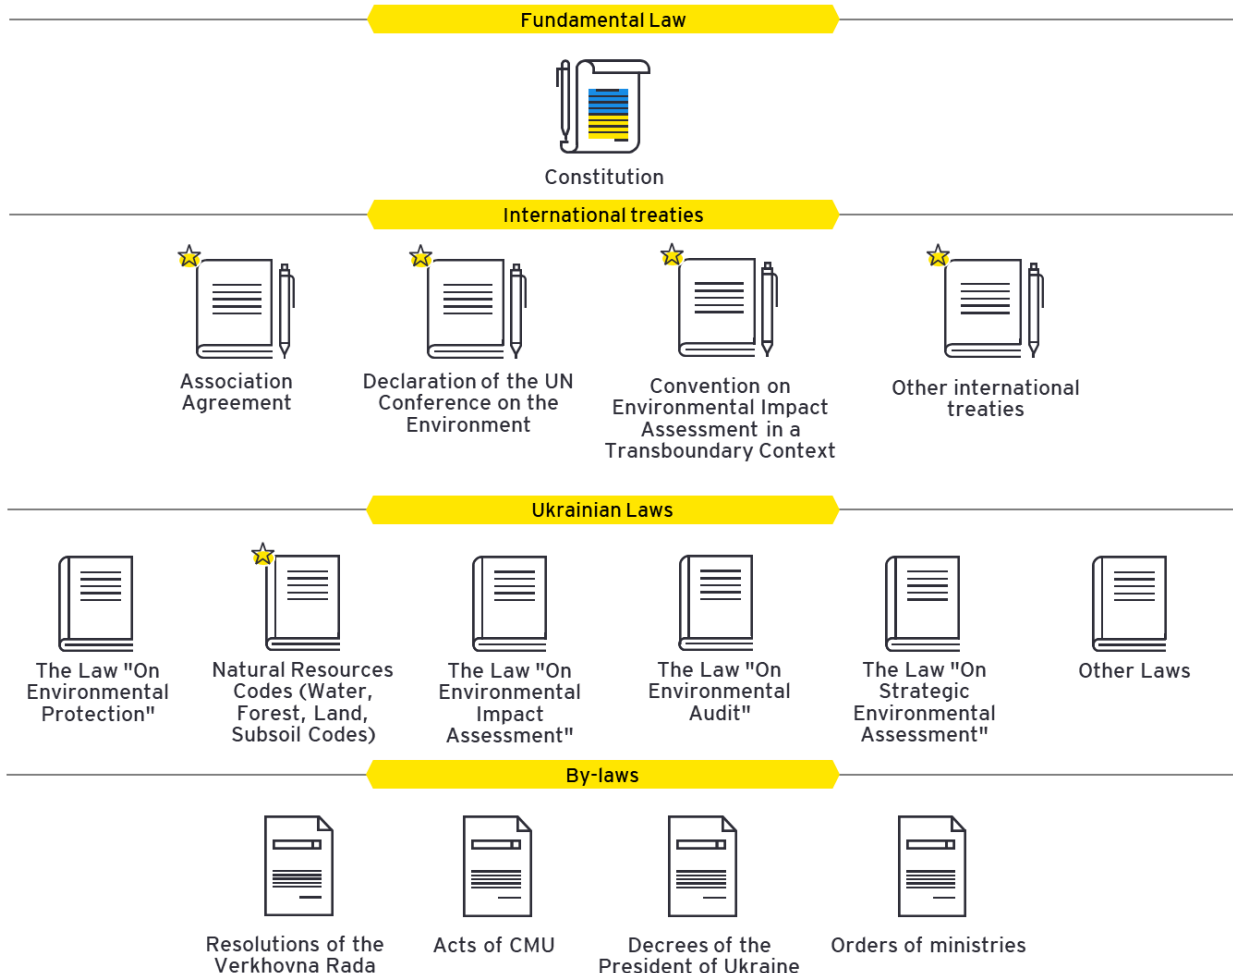 Fundamental Law
Constitution
International treaties
Association
Agreement
Declaration of the UN
Conference on the
Environment
Convention on
Environmental Impact
Assessment in a
Transboundary Context
Other international
treaties
Ukrainian Laws
The Law "On
Environmental
Protection"
Natural Resources
Codes (Water,
Forest, Land,
Subsoil Codes)
The Law "On
Environmental
Impact
Assessment"
The Law "On
Environmental
Audit"
The Law "On
Strategic
Environmental
Assessment"
Other Laws
By-laws
Resolutions of the
Verkhovna Rada
Acts of CMU
Decrees of the
President of Ukraine
Orders of ministries